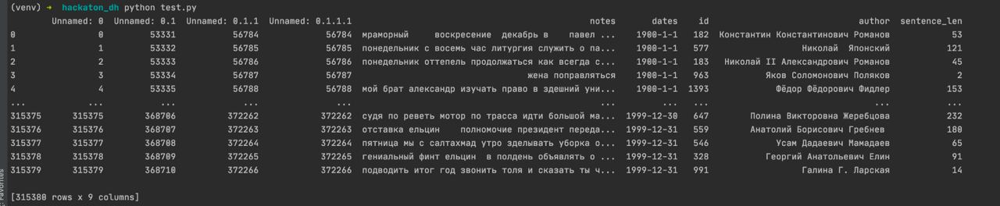 (venv) → hackaton_dh python test.py
Unnamed: 0 Unnamed: 0.1 Unnamed: 0.1.1 Unnamed: 0.1.1.1 notes dates id author sentence_len
0 0 53331 56784 56784 мраморный воскресение декабрь в павел ... 1900-1-1 182 Константин Константинович Романов 53
1 1 53332 56785 56785 понедельник с восемь час литургия служить о па... 1900-1-1 577 Николай Японский 121
2 2 53333 56786 56786 понедельник оттепель продолжаться как всегда с... 1900-1-1 183 Николай II Александрович Романов 45
3 3 53334 56787 56787 жена поправляться 1900-1-1 963 Яков Соломонович Поляков 2
4 4 53335 56788 56788 мой брат александр изучать право в здешний уни... 1900-1-1 1393 Фёдор Фёдорович Фидлер 153
... ... ... ... ... ... ... ... ... ...
315375 315375 368706 372262 372262 судя по реветь мотор по трасса идти большой ма... 1999-12-30 647 Полина Викторовна Жеребцова 232
315376 315376 368707 372263 372263 отставка ельцин полномочие президент переда... 1999-12-31 559 Анатолий Борисович Гребнев 180
315377 315377 368708 372264 372264 пятница мы с салтахмад утро зделывать уборка о... 1999-12-31 546 Усам Дадаевич Мамадаев 65
315378 315378 368709 372265 372265 гениальный финт ельцин в полдень объявлять о ... 1999-12-31 328 Георгий Анатольевич Елин 91
315379 315379 368710 372266 372266 подводить итог год звонить толя и сказать ты ч... 1999-12-31 991 Галина Г. Ларская 14
[315380 rows x 9 columns]
Favorites